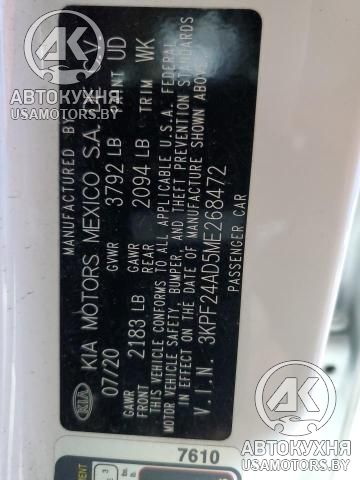 MANUFACTURED BY
KIA MOTORS MEXICO S.A. V.
07/20 GVWR 3792 LB PAINT UD
GAWR FRONT 2183 LB GAWR REAR 2094 LB TRIM WK
THIS VEHICLE CONFORMS TO ALL APPLICABLE U.S.A. FEDERAL
MOTOR VEHICLE SAFETY, BUMPER, AND THEFT PREVENTION STANDARDS
IN EFFECT ON THE DATE OF MANUFACTURE SHOWN ABOVE.
V.I.N. 3KPF24AD5ME268472
PASSENGER CAR
KIA
7610
АВТОКУХНЯ
USAMOTORS.BY
АВТОКУХНЯ
USAMOTORS.BY